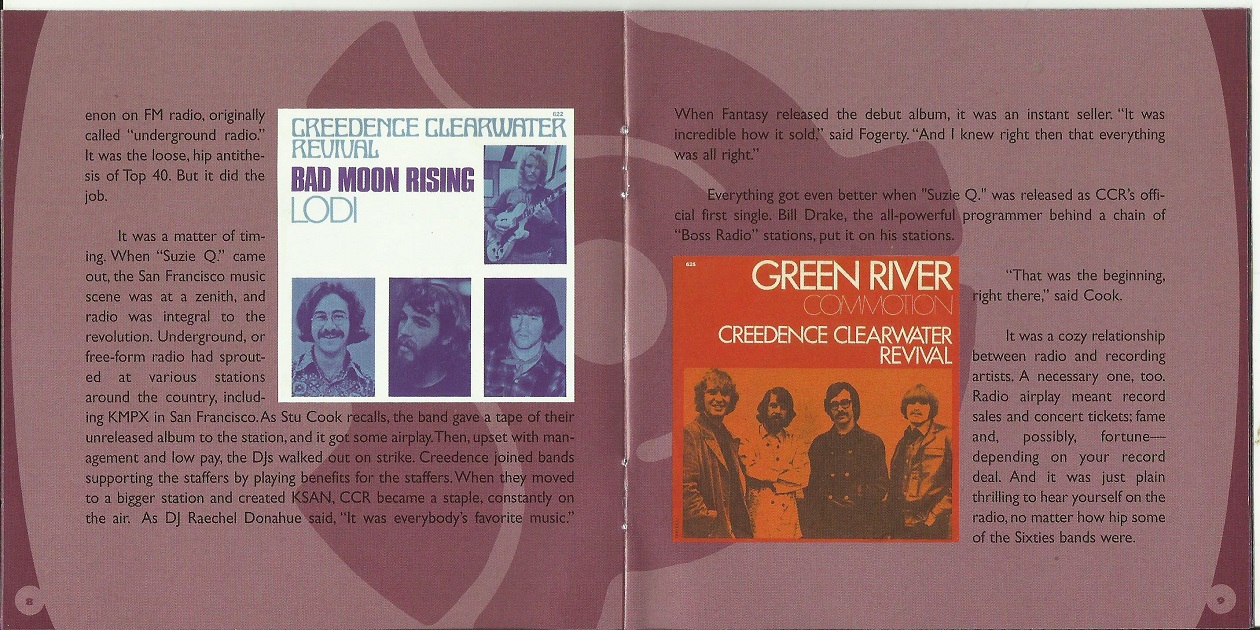 enon on FM radio, originally
called "underground radio."
It was the loose, hip antithe-
sis of Top 40. But it did the
job.
It was a matter of tim-
ing. When "Suzie Q." came
out, the San Francisco music
scene was at a zenith, and
radio was integral to the
revolution. Underground, or
free-form radio had sprout-
ed at various stations
around the country, includ-
ing KMPX in San Francisco. As Stu Cook recalls, the band gave a tape of their
unreleased album to the station, and it got some airplay. Then, upset with man-
agement and low pay, the DJs walked out on strike. Creedence joined bands
supporting the staffers by playing benefits for the staffers. When they moved
to a bigger station and created KSAN, CCR became a staple, constantly on
the air. As DJ Raechel Donahue said, "It was everybody's favorite music."
622
CREEDENCE CLEARWATER
REVIVAL
BAD MOON RISING
LODI
8
When Fantasy released the debut album, it was an instant seller. "It was
incredible how it sold," said Fogerty. "And I knew right then that everything
was all right."
Everything got even better when "Suzie Q." was released as CCR's offi-
cial first single. Bill Drake, the all-powerful programmer behind a chain of
"Boss Radio" stations, put it on his stations.
625
GREEN RIVER
COMMOTION
CREEDENCE CLEARWATER
REVIVAL
"That was the beginning,
right there," said Cook.
It was a cozy relationship
between radio and recording
artists. A necessary one, too.
Radio airplay meant record
sales and concert tickets; fame
and, possibly, fortune—
depending on your record
deal. And it was just plain
thrilling to hear yourself on the
radio, no matter how hip some
of the Sixties bands were.
9